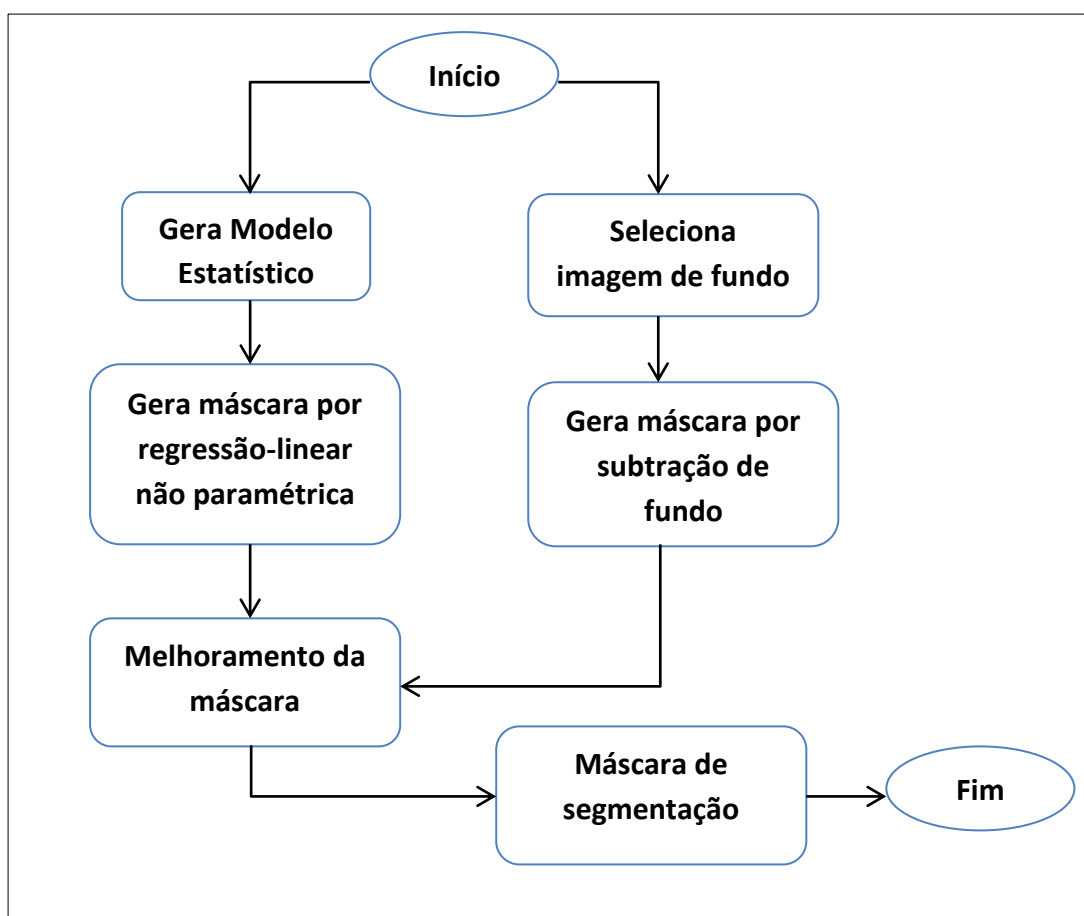 Início
Gera Modelo
Estatístico
Seleciona
imagem de fundo
Gera máscara por
regressão-linear
não paramétrica
Gera máscara por
subtração de
fundo
Melhoramento da
máscara
Máscara de
segmentação
Fim